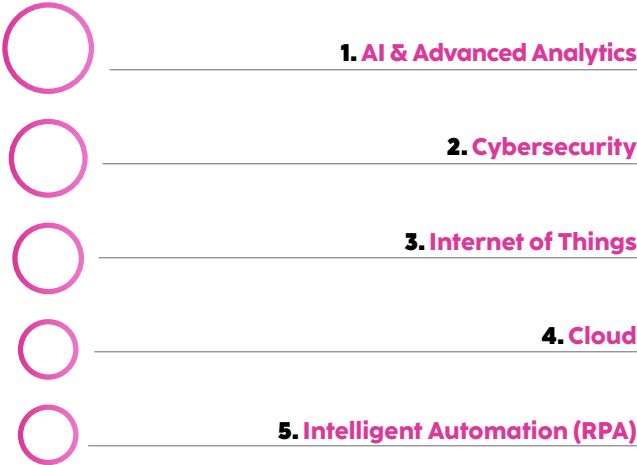 1. AI & Advanced Analytics
2. Cybersecurity
3. Internet of Things
4. Cloud
5. Intelligent Automation (RPA)